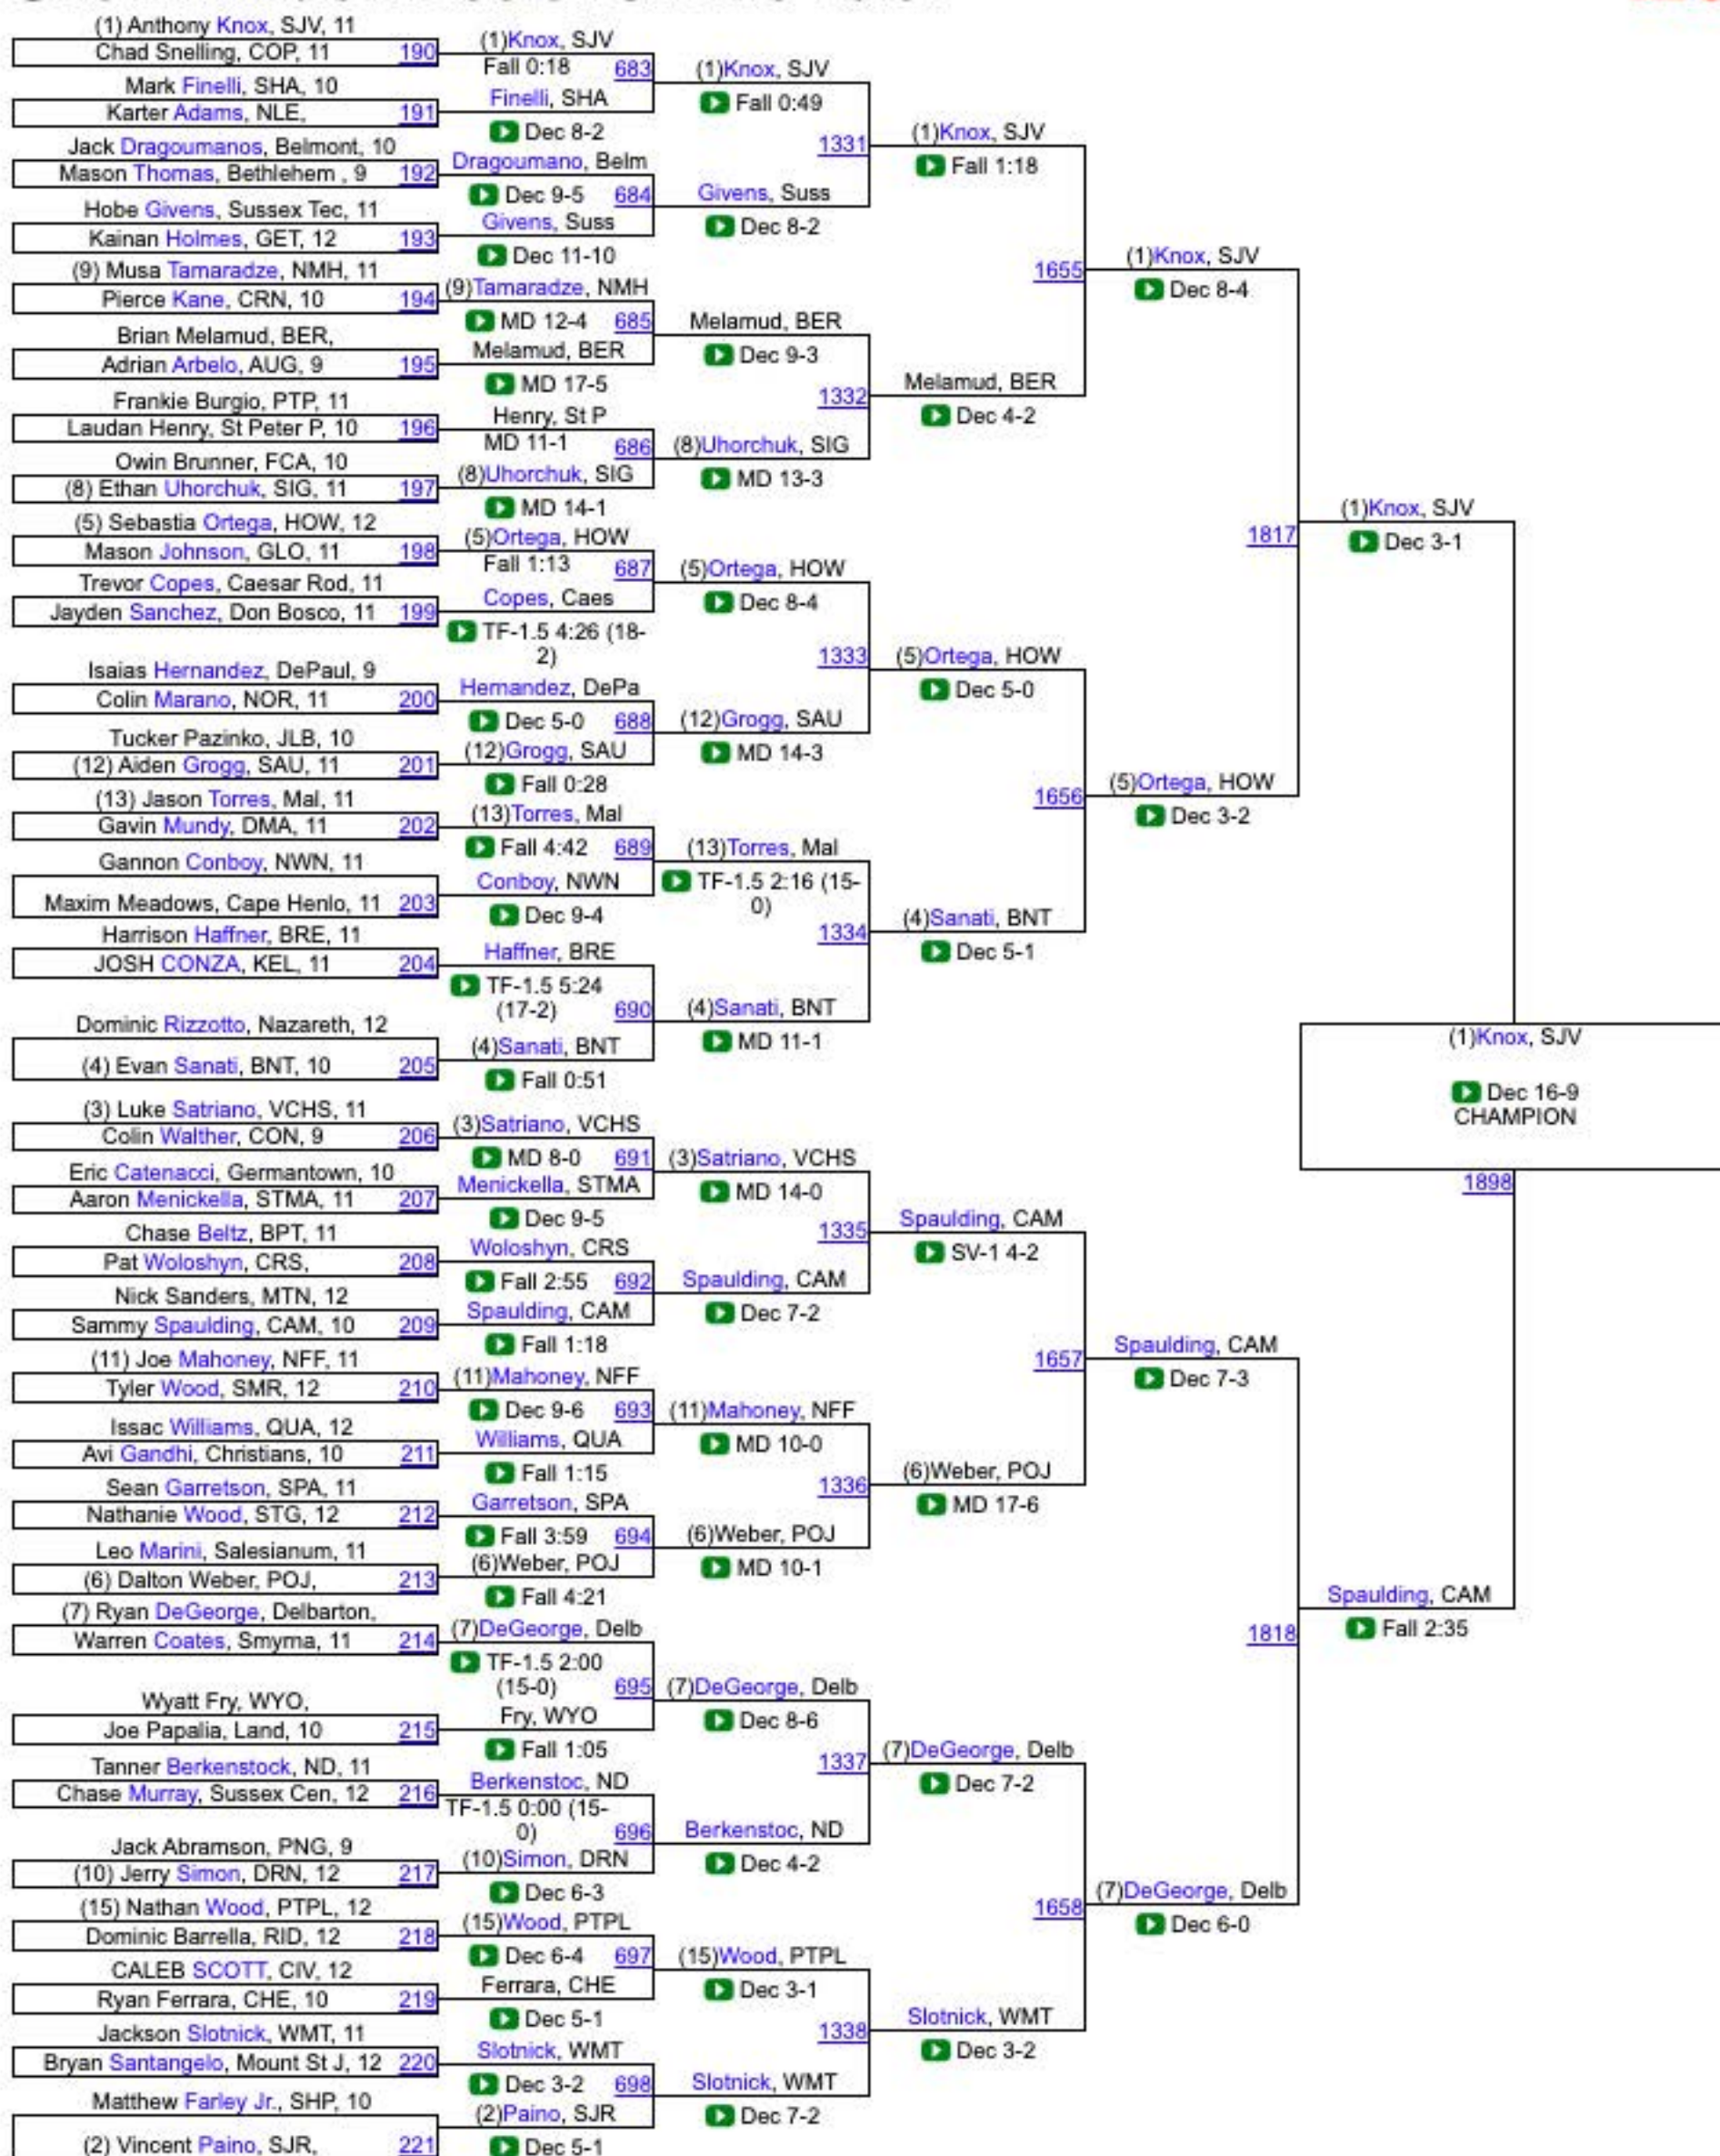 (1) Anthony Knox, SJV, 11
Chad Snelling, COP, 11 190
Mark Finelli, SHA, 10
Karter Adams, NLE, 191
Jack Dragoumanos, Belmont, 10
Mason Thomas, Bethlehem , 9 192
Hobe Givens, Sussex Tec, 11
Kainan Holmes, GET, 12 193
(9) Musa Tamaradze, NMH, 11
Pierce Kane, CRN, 10 194
Brian Melamud, BER,
Adrian Arbelo, AUG, 9 195
Frankie Burgio, PTP, 11
Laudan Henry, St Peter P, 10 196
Owin Brunner, FCA, 10
(8) Ethan Uhorchuk, SIG, 11 197
(5) Sebastia Ortega, HOW, 12
Mason Johnson, GLO, 11 198
Trevor Copes, Caesar Rod, 11
Jayden Sanchez, Don Bosco, 11 199
Isaias Hernandez, DePaul, 9
Colin Marano, NOR, 11 200
Tucker Pazinko, JLB, 10
(12) Aiden Grogg, SAU, 11 201
(13) Jason Torres, Mal, 11
Gavin Mundy, DMA, 11 202
Gannon Conboy, NWN, 11
Maxim Meadows, Cape Henlo, 11 203
Harrison Haffner, BRE, 11
JOSH CONZA, KEL, 11 204
Dominic Rizzotto, Nazareth, 12
(4) Evan Sanati, BNT, 10 205
(3) Luke Satriano, VCHS, 11
Colin Walther, CON, 9 206
Eric Catenacci, Germantown, 10
Aaron Menickella, STMA, 11 207
Chase Beltz, BPT, 11
Pat Woloshyn, CRS, 208
Nick Sanders, MTN, 12
Sammy Spaulding, CAM, 10 209
(11) Joe Mahoney, NFF, 11
Tyler Wood, SMR, 12 210
Issac Williams, QUA, 12
Avi Gandhi, Christians, 10 211
Sean Garretson, SPA, 11
Nathanie Wood, STG, 12 212
Leo Marini, Salesianum, 11
(6) Dalton Weber, POJ, 213
(7) Ryan DeGeorge, Delbarton,
Warren Coates, Smyrna, 11 214
Wyatt Fry, WYO,
Joe Papalia, Land, 10 215
Tanner Berkenstock, ND, 11
Chase Murray, Sussex Cen, 12 216
Jack Abramson, PNG, 9
(10) Jerry Simon, DRN, 12 217
(15) Nathan Wood, PTPL, 12
Dominic Barrella, RID, 12 218
CALEB SCOTT, CIV, 12
Ryan Ferrara, CHE, 10 219
Jackson Slotnick, WMT, 11
Bryan Santangelo, Mount St J, 12 220
Matthew Farley Jr., SHP, 10
(2) Vincent Paino, SJR, 221
(1)Knox, SJV
Fall 0:18 683
Finelli, SHA
Dec 8-2
Dragoumano, Belm
Dec 9-5 684
Givens, Suss
Dec 11-10
(9)Tamaradze, NMH
MD 12-4 685
Melamud, BER
MD 17-5
Henry, St P
MD 11-1 686
(8)Uhorchuk, SIG
MD 14-1
(5)Ortega, HOW
Fall 1:13 687
Copes, Caes
TF-1.5 4:26 (18-
2)
Hernandez, DePa
Dec 5-0 688
(12)Grogg, SAU
Fall 0:28
(13)Torres, Mal
Fall 4:42 689
Conboy, NWN
Dec 9-4
Haffner, BRE
TF-1.5 5:24
(17-2) 690
(4)Sanati, BNT
Fall 0:51
(3)Satriano, VCHS
MD 8-0 691
Menickella, STMA
Dec 9-5
Woloshyn, CRS
Fall 2:55 692
Spaulding, CAM
Fall 1:18
(11)Mahoney, NFF
Dec 9-6 693
Williams, QUA
Fall 1:15
Garretson, SPA
Fall 3:59 694
(6)Weber, POJ
Fall 4:21
(7)DeGeorge, Delb
TF-1.5 2:00
(15-0) 695
Fry, WYO
Fall 1:05
Berkenstoc, ND
TF-1.5 0:00 (15-
0) 696
(10)Simon, DRN
Dec 6-3
(15)Wood, PTPL
Dec 6-4 697
Ferrara, CHE
Dec 5-1
Slotnick, WMT
Dec 3-2 698
(2)Paino, SJR
Dec 5-1
(1)Knox, SJV
Fall 0:49
1331
Givens, Suss
Dec 8-2
Melamud, BER
Dec 9-3
1332
(8)Uhorchuk, SIG
MD 13-3
(5)Ortega, HOW
Dec 8-4
1333
(12)Grogg, SAU
MD 14-3
(13)Torres, Mal
TF-1.5 2:16 (15-
0)
1334
(4)Sanati, BNT
MD 11-1
(3)Satriano, VCHS
MD 14-0
1335
Spaulding, CAM
Dec 7-2
(11)Mahoney, NFF
MD 10-0
1336
(6)Weber, POJ
MD 10-1
(7)DeGeorge, Delb
Dec 8-6
1337
Berkenstoc, ND
Dec 4-2
(15)Wood, PTPL
Dec 3-1
1338
Slotnick, WMT
Dec 7-2
(1)Knox, SJV
Fall 1:18
1655
Melamud, BER
Dec 4-2
(5)Ortega, HOW
Dec 5-0
1656
(4)Sanati, BNT
Dec 5-1
Spaulding, CAM
SV-1 4-2
1657
(6)Weber, POJ
MD 17-6
(7)DeGeorge, Delb
Dec 7-2
1658
Slotnick, WMT
Dec 3-2
(1)Knox, SJV
Dec 8-4
1817
(5)Ortega, HOW
Dec 3-2
Spaulding, CAM
Dec 7-3
1818
(7)DeGeorge, Delb
Dec 6-0
(1)Knox, SJV
Dec 3-1
Spaulding, CAM
Fall 2:35
(1)Knox, SJV
Dec 16-9
CHAMPION
1898